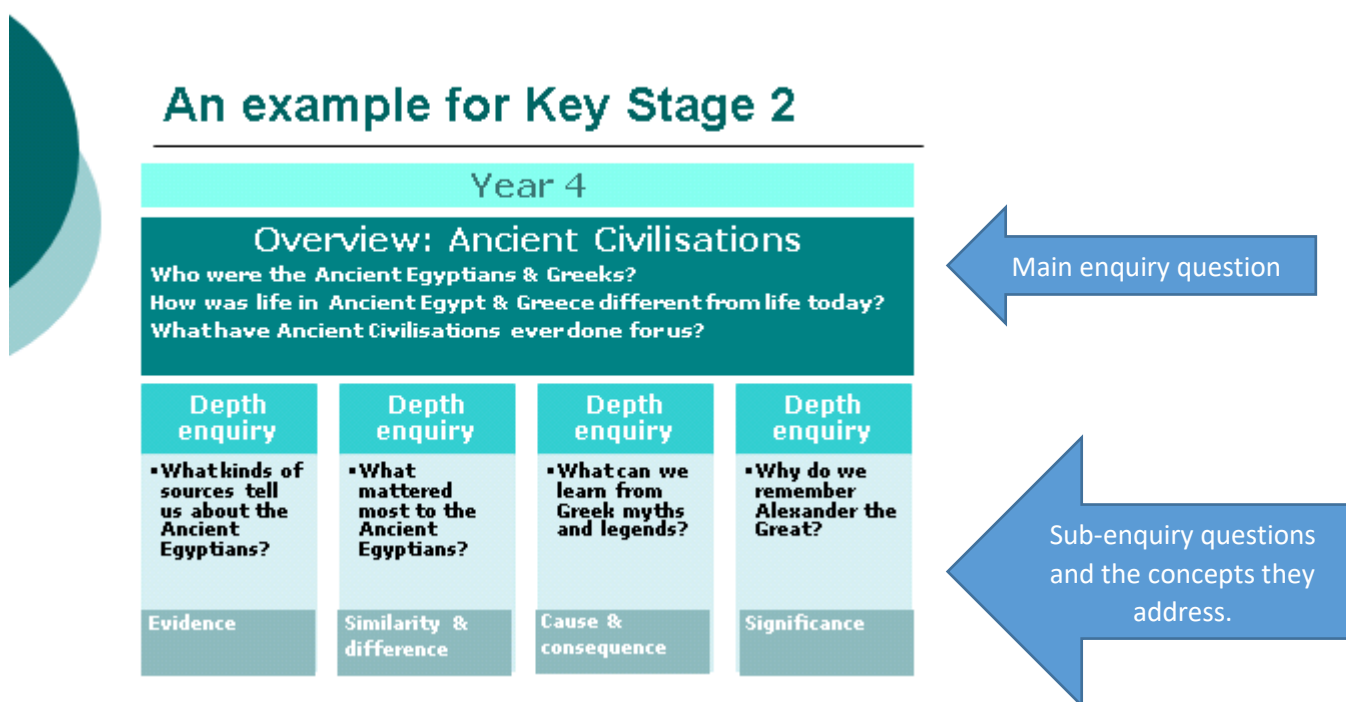 An example for Key Stage 2
Year 4
Overview: Ancient Civilisations
Who were the Ancient Egyptians & Greeks?
How was life in Ancient Egypt & Greece different from life today?
What have Ancient Civilisations ever done for us?
Main enquiry question
Depth
enquiry
▪What kinds of
sources tell
us about the
Ancient
Egyptians?
Evidence
Depth
enquiry
▪What
mattered
most to the
Ancient
Egyptians?
Similarity &
difference
Depth
enquiry
▪What can we
learn from
Greek myths
and legends?
Cause &
consequence
Depth
enquiry
▪Why do we
remember
Alexander the
Great?
Significance
Sub-enquiry questions
and the concepts they
address.